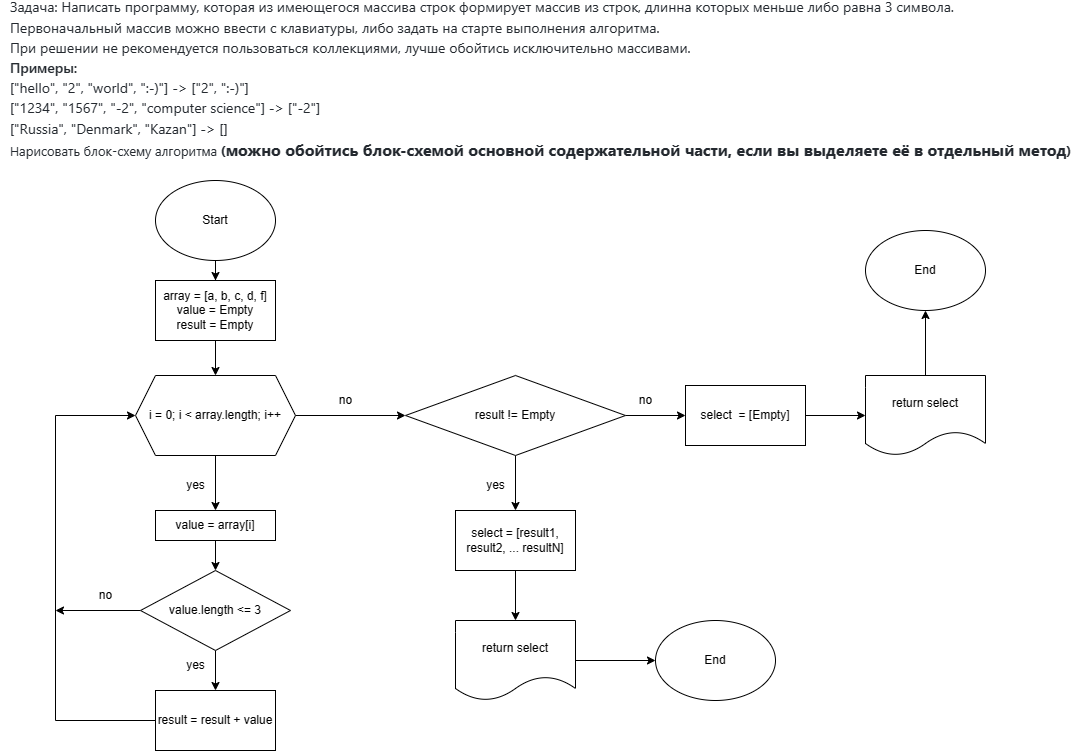 Задача: Написать программу, которая из имеющегося массива строк формирует массив из строк, длинна которых меньше либо равна 3 символа.
Первоначальный массив можно ввести с клавиатуры, либо задать на старте выполнения алгоритма.
При решении не рекомендуется пользоваться коллекциями, лучше обойтись исключительно массивами.
Примеры:
["hello", "2", "world", ":-)"] -> ["2", ":-)"]
["1234", "1567", "-2", "computer science"] -> ["-2"]
["Russia", "Denmark", "Kazan"] -> []
Нарисовать блок-схему алгоритма (можно обойтись блок-схемой основной содержательной части, если вы выделяете её в отдельный метод)
Start
array = [a, b, c, d, f]
value = Empty
result = Empty
i = 0; i < array.length; i++
no
result != Empty
no
select = [Empty]
return select
End
yes
value = array[i]
value.length <= 3
no
yes
result = result + value
yes
select = [result1,
result2, ... resultN]
return select
End